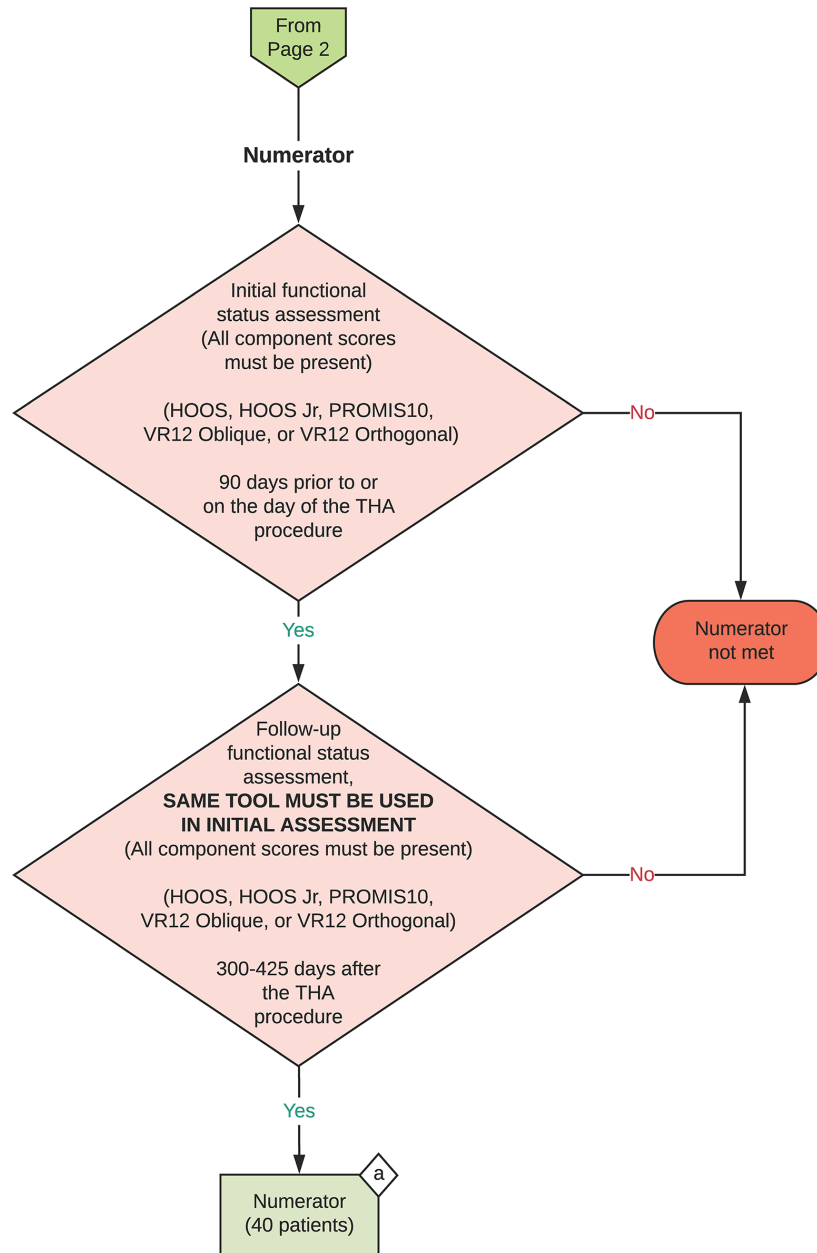 From
Page 2
Numerator
Initial functional
status assessment
(All component scores
must be present)
(HOOS, HOOS Jr, PROMIS10,
VR12 Oblique, or VR12 Orthogonal)
90 days prior to or
on the day of the THA
procedure
No
Numerator
not met
Yes
Follow-up
functional status
assessment,
SAME TOOL MUST BE USED
IN INITIAL ASSESSMENT
(All component scores must be present)
(HOOS, HOOS Jr, PROMIS10,
VR12 Oblique, or VR12 Orthogonal)
300-425 days after
the THA
procedure
No
Yes
a
Numerator
(40 patients)